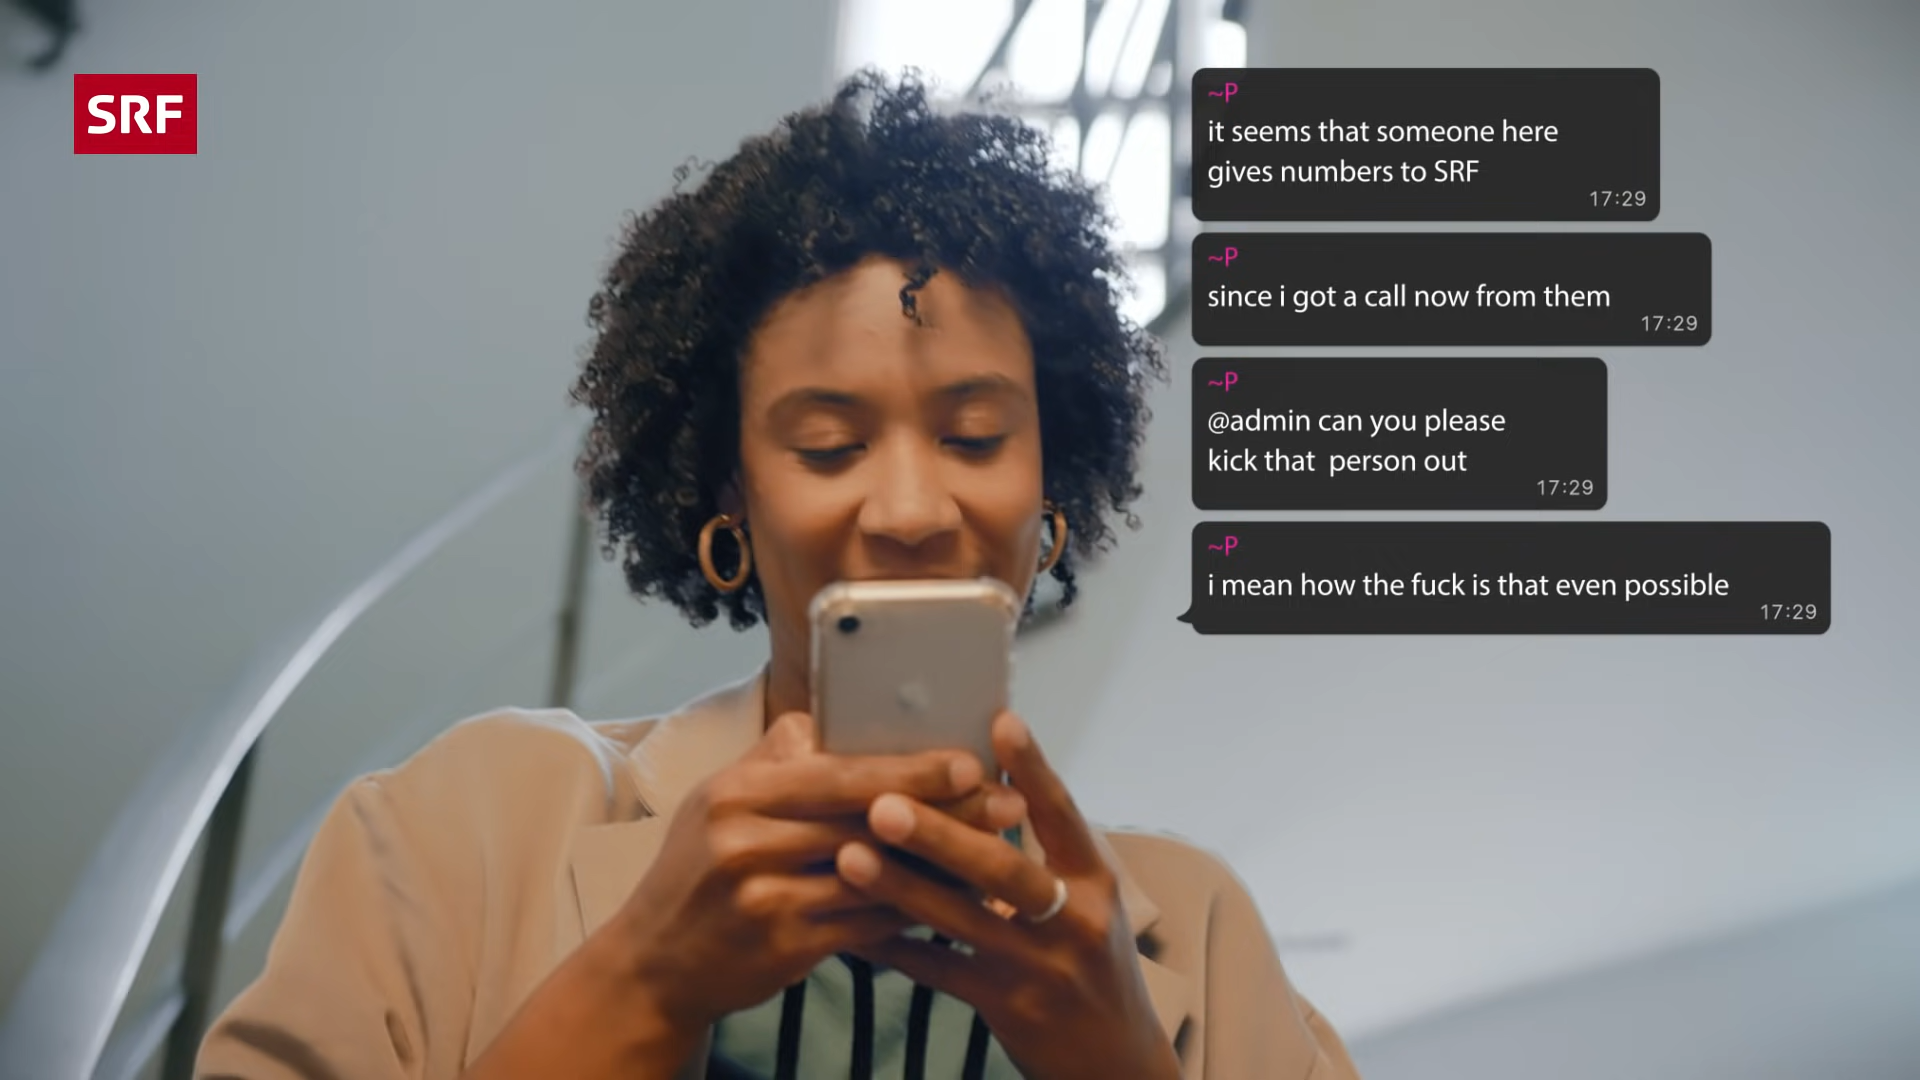 SRF
~P
it seems that someone here
gives numbers to SRF
17:29
~P
since i got a call now from them
17:29
~P
@admin can you please
kick that  person out
17:29
~P
i mean how the fuck is that even possible
17:29